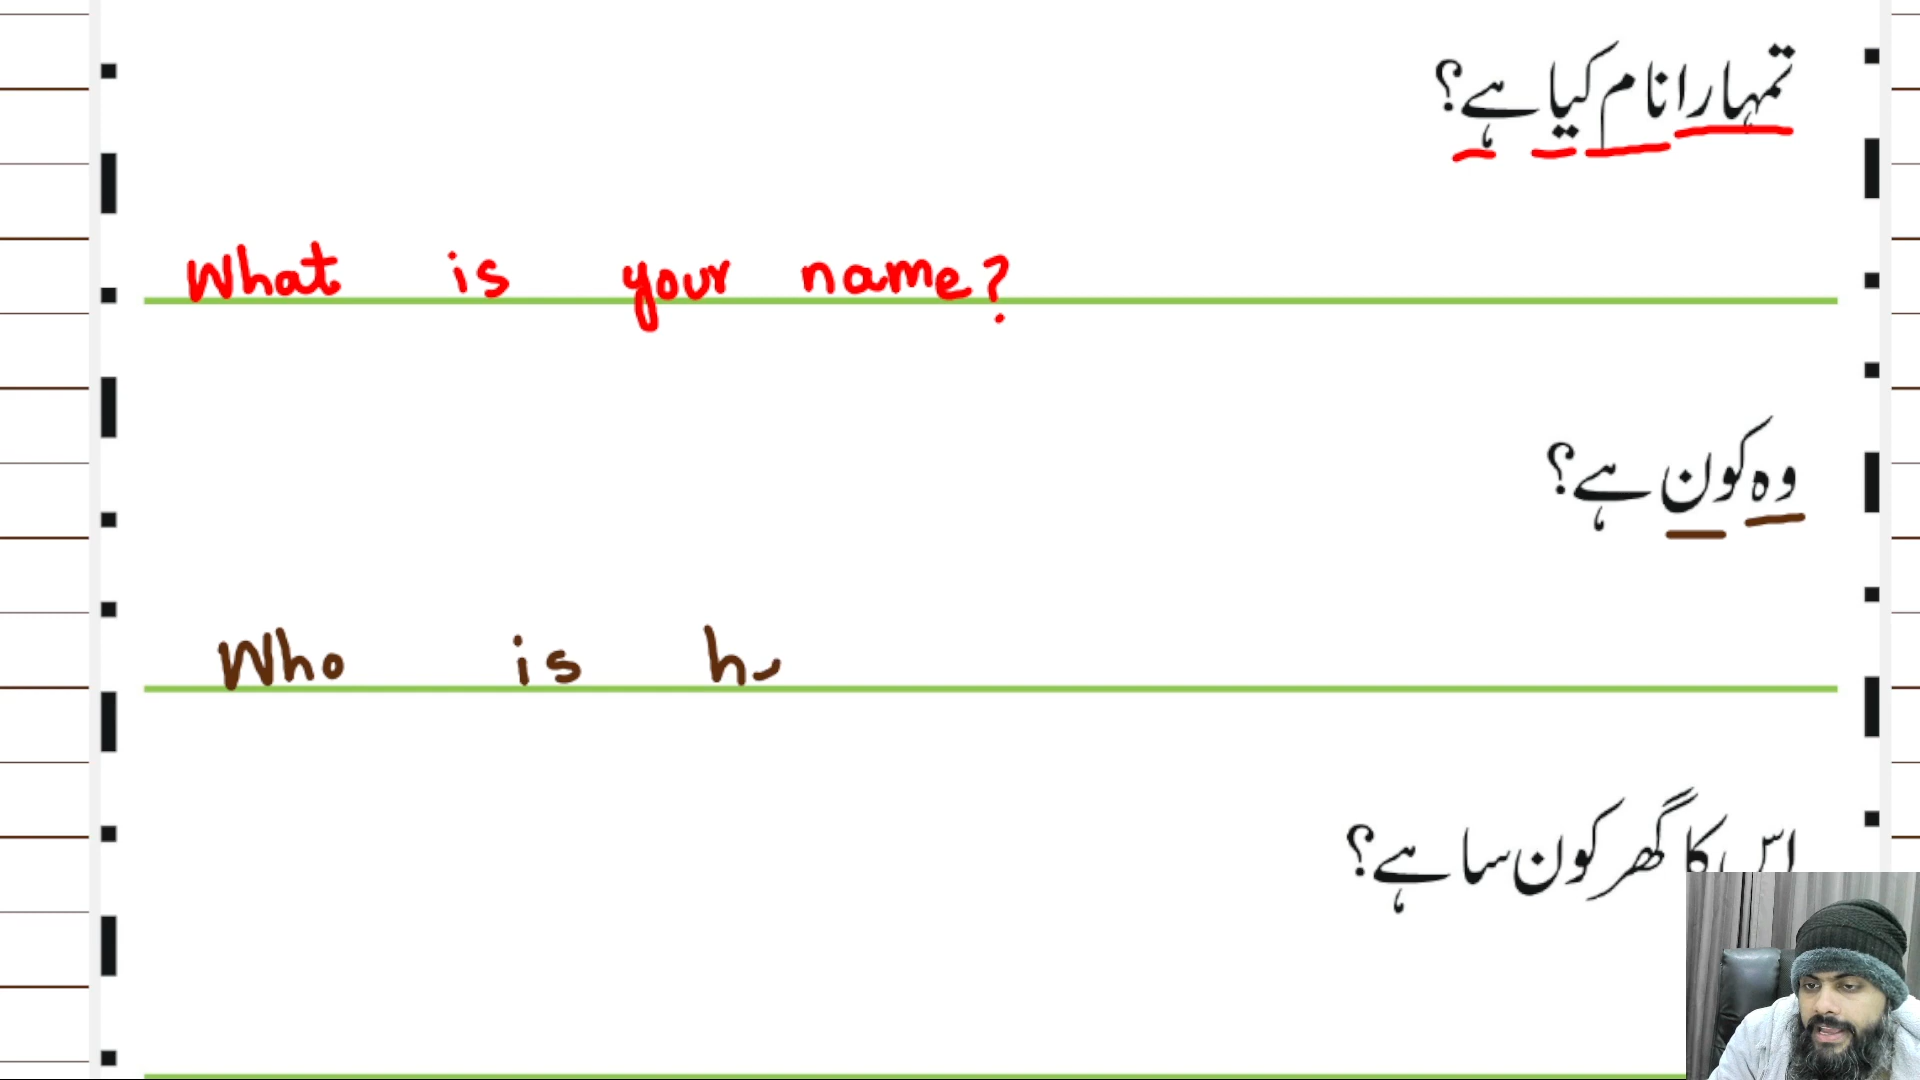 تمہارا نام کیا ہے؟
What is your name?
وہ کون ہے؟
Who is h
اس کا گھر کون سا ہے؟